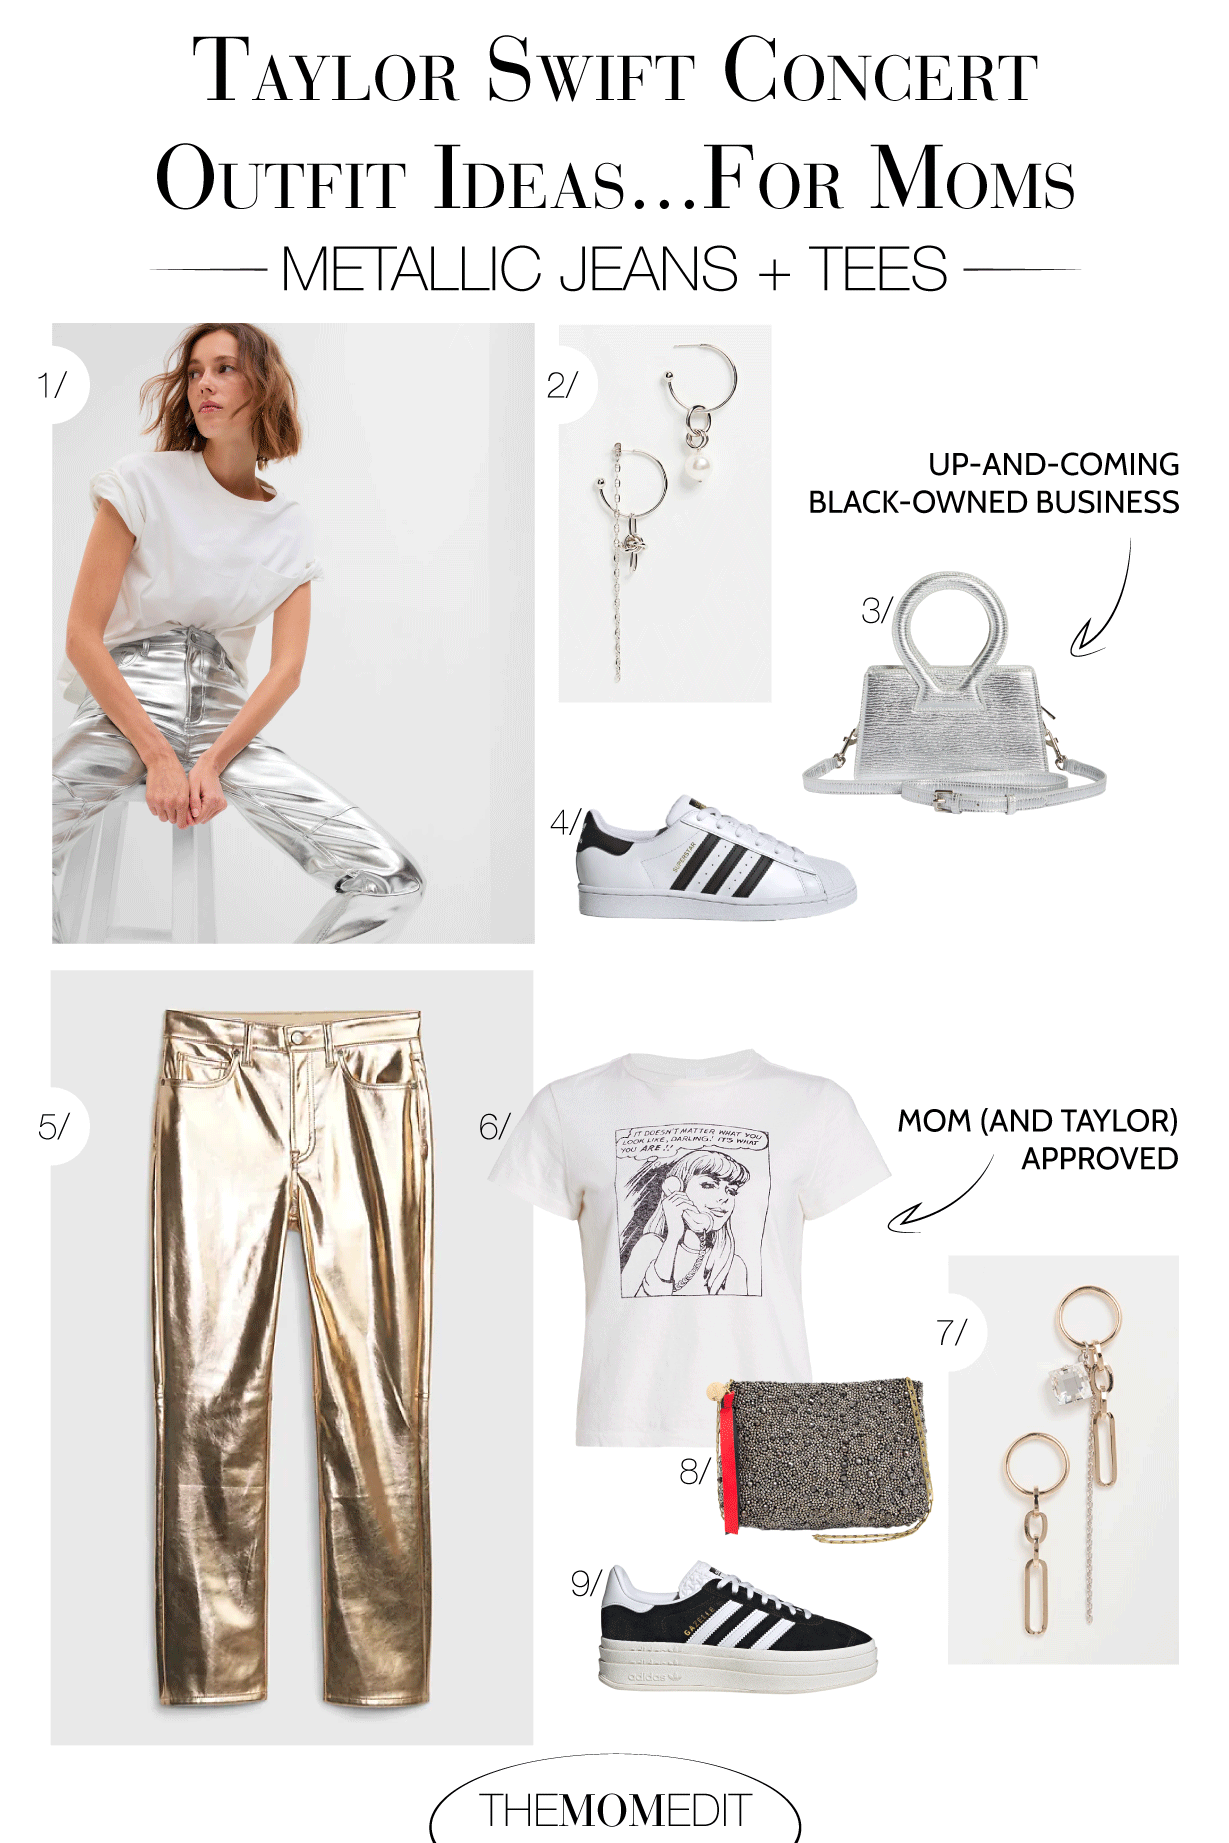 Taylor Swift Concert
Outfit Ideas...For Moms
METALLIC JEANS + TEES
1/
2/
UP-AND-COMING
BLACK-OWNED BUSINESS
3/
4/
SUPERSTAR
5/
6/
IT DOESN'T MATTER WHAT YOU
LOOK LIKE, DARLING! IT'S WHAT
YOU ARE!!
MOM (AND TAYLOR)
APPROVED
7/
8/
9/
GAZELLE
adidas
THEMOMEDIT